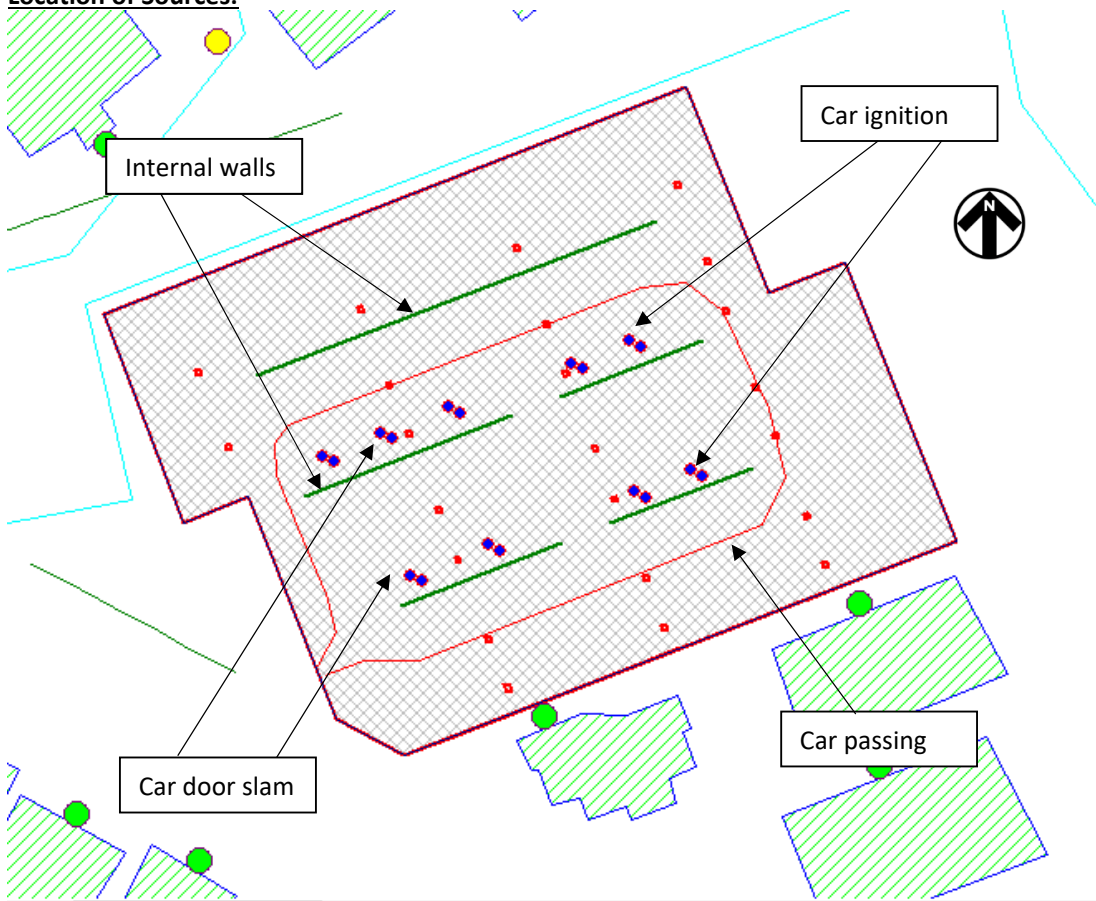 Location of Sources:
Car ignition
Internal walls
N
Car passing
Car door slam